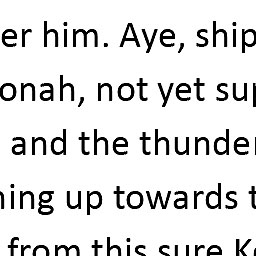 er him. Aye, ship
onah, not yet sup
and the thunder
ning up towards t
from this sure Ke